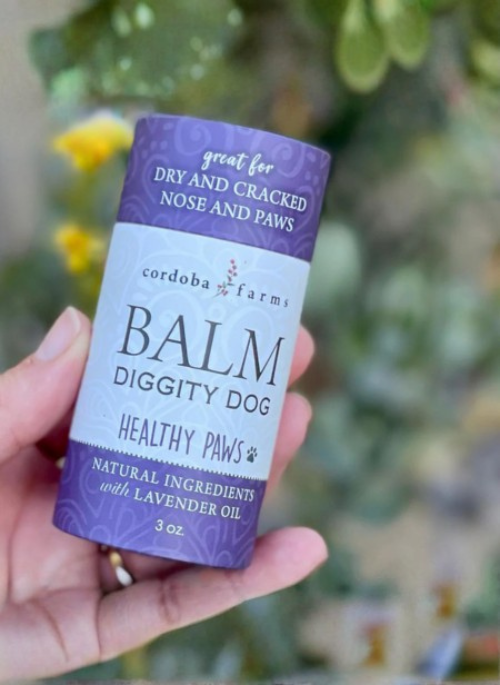 great for
DRY AND CRACKED
NOSE AND PAWS
cordoba farms
BALM
DIGGITY DOG
HEALTHY PAWS
NATURAL INGREDIENTS
with LAVENDER OIL
3 oz.